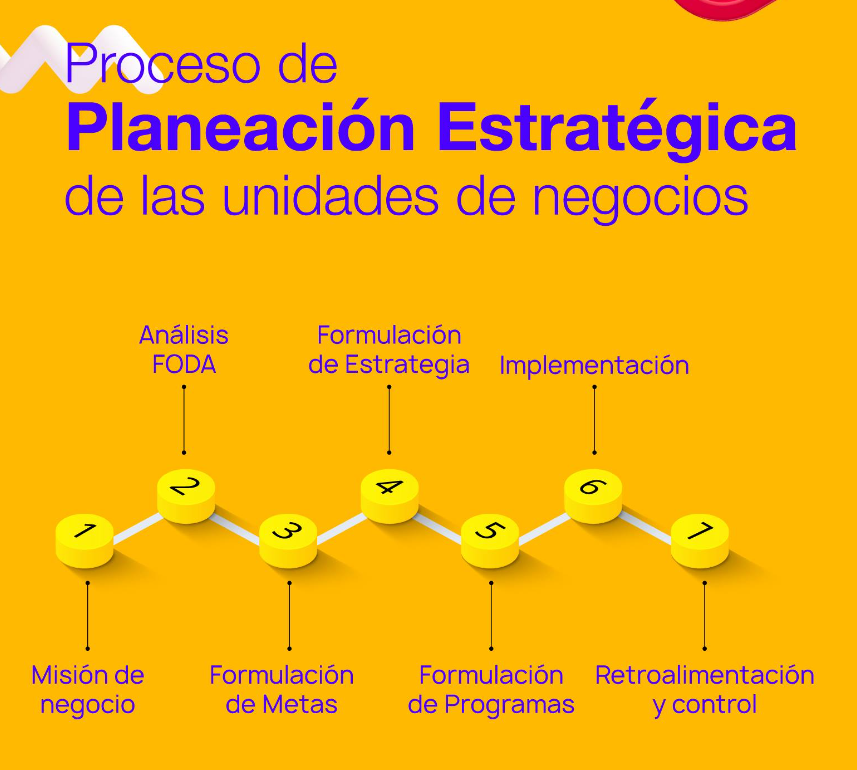 Proceso de
Planeación Estratégica
de las unidades de negocios
Análisis
FODA
Formulación
de Estrategia
Implementación
1
2
3
4
5
6
7
Misión de
negocio
Formulación
de Metas
Formulación
de Programas
Retroalimentación
y control